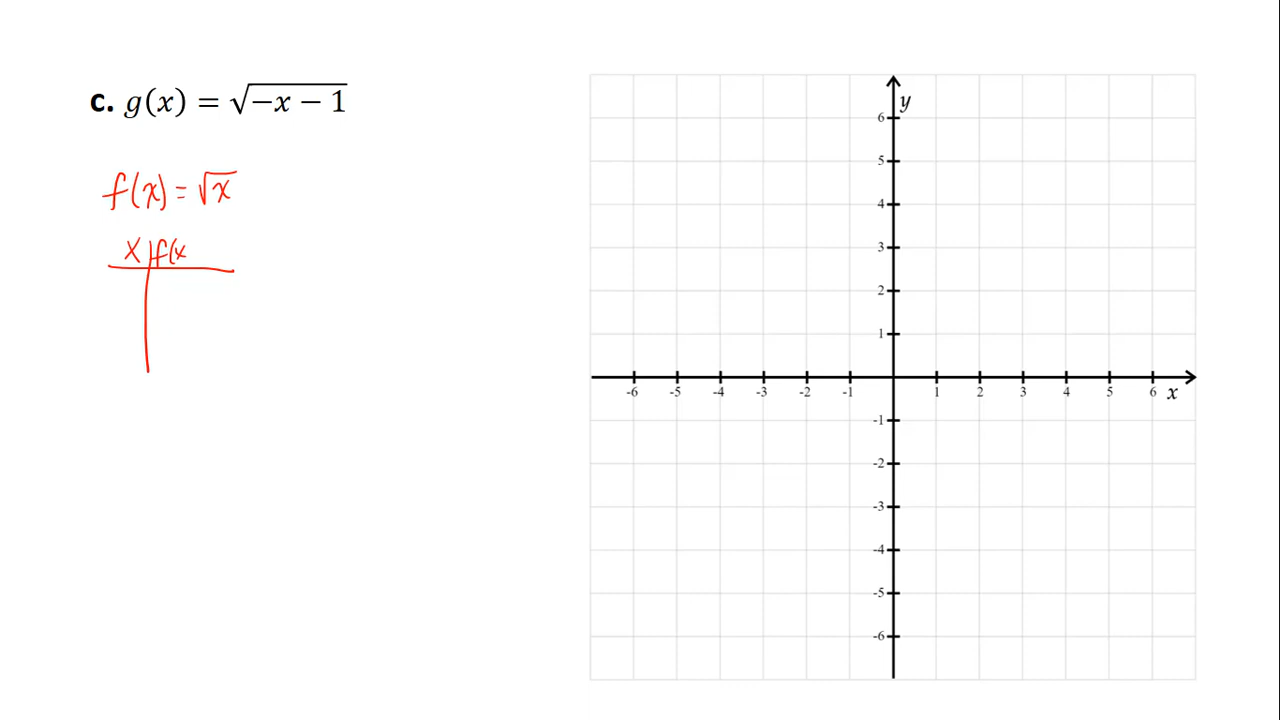 c. g(x) = √(-x - 1)
f(x) = √x
x | f(x
y
6
5
4
3
2
1
-6 -5 -4 -3 -2 -1 1 2 3 4 5 6 x
-1
-2
-3
-4
-5
-6